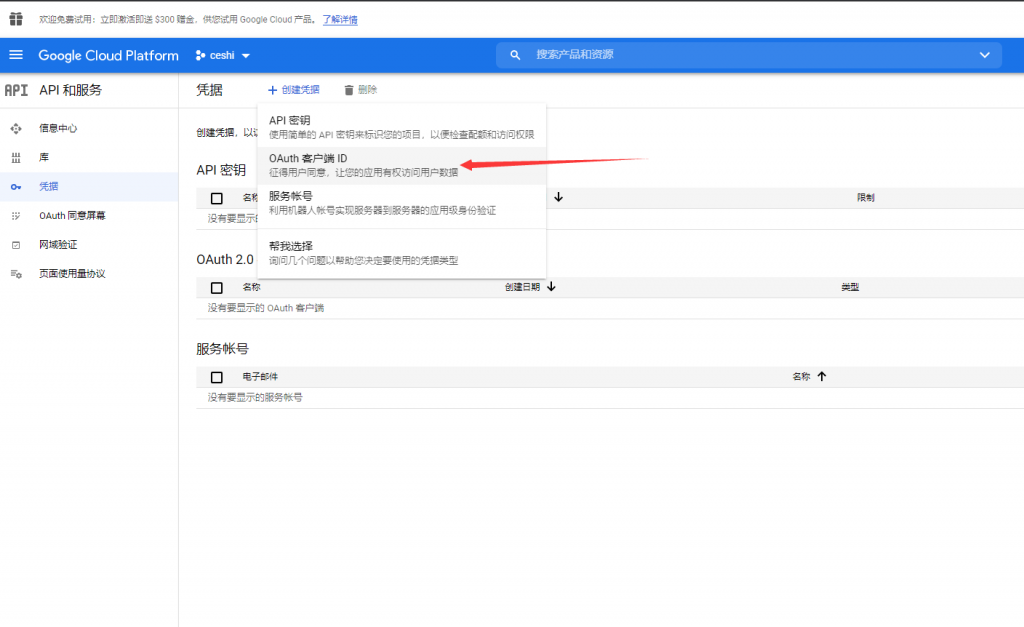 欢迎免费试用：立即激活即送 $300 赠金，供您试用 Google Cloud 产品。 了解详情
Google Cloud Platform ceshi 搜索产品和资源
API API 和服务
凭据 创建凭据 删除
信息中心
库
凭据
OAuth 同意屏幕
网域验证
页面使用量协议
创建凭据，以
API 密钥
使用简单的 API 密钥来标识您的项目，以便检查配额和访问权限
OAuth 客户端 ID
征得用户同意，让您的应用有权访问用户数据
服务帐号
利用机器人帐号实现服务器到服务器的应用级身份验证
帮我选择
询问几个问题以帮助您决定要使用的凭据类型
API 密钥
名称 限制
没有要显示的
OAuth 2.0
名称 创建日期 类型
没有要显示的 OAuth 客户端
服务帐号
电子邮件 名称
没有要显示的服务帐号